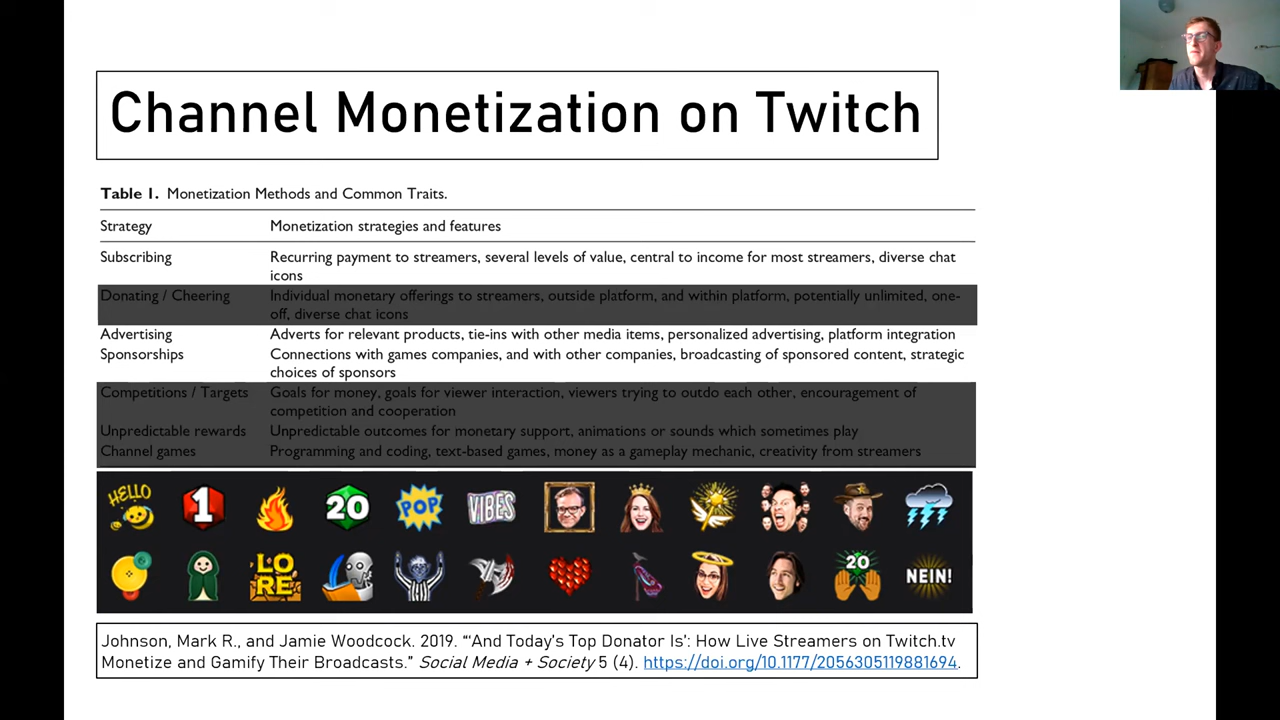 Channel Monetization on Twitch
Table 1. Monetization Methods and Common Traits.
Strategy Monetization strategies and features
Subscribing Recurring payment to streamers, several levels of value, central to income for most streamers, diverse chat
icons
Donating / Cheering Individual monetary offerings to streamers, outside platform, and within platform, potentially unlimited, one-
off, diverse chat icons
Advertising Adverts for relevant products, tie-ins with other media items, personalized advertising, platform integration
Sponsorships Connections with games companies, and with other companies, broadcasting of sponsored content, strategic
choices of sponsors
Competitions / Targets Goals for money, goals for viewer interaction, viewers trying to outdo each other, encouragement of
competition and cooperation
Unpredictable rewards Unpredictable outcomes for monetary support, animations or sounds which sometimes play
Channel games Programming and coding, text-based games, money as a gameplay mechanic, creativity from streamers
HELLO 1 20 POP VIBES
LO
RE 20 NEIN!
Johnson, Mark R., and Jamie Woodcock. 2019. “‘And Today’s Top Donator Is’: How Live Streamers on Twitch.tv
Monetize and Gamify Their Broadcasts.” Social Media + Society 5 (4). https://doi.org/10.1177/2056305119881694.